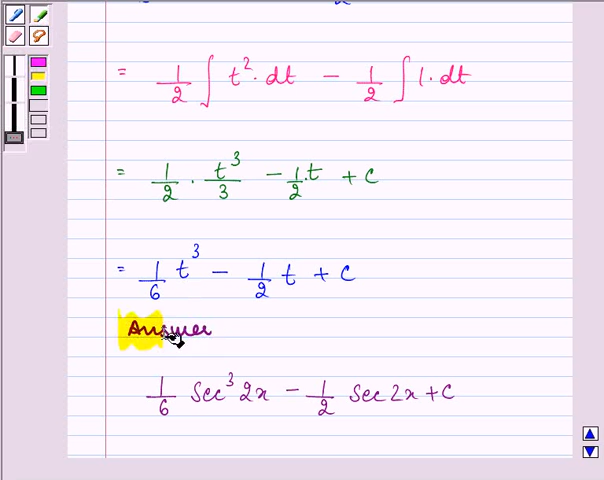 = 1/2 ∫ t². dt − 1/2 ∫ 1. dt
= 1/2 . t³/3 − 1/2 . t + c
= 1/6 t³ − 1/2 t + c
Answer
1/6 sec³ 2x − 1/2 sec 2x + c